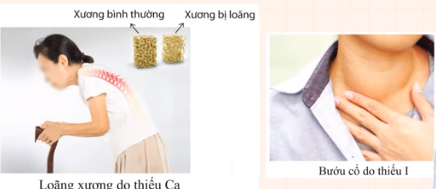 Xương bình thường
Xương bị loãng
Loãng xương do thiếu Ca
Bướu cổ do thiếu I